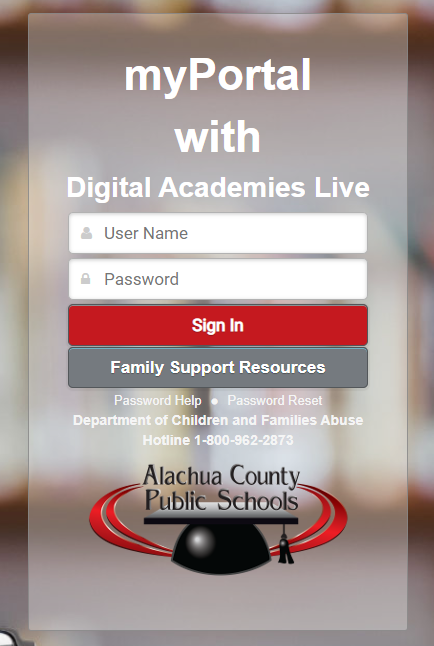 myPortal
with
Digital Academies Live
User Name
Password
Sign In
Family Support Resources
Password Help ● Password Reset
Department of Children and Families Abuse
Hotline 1-800-962-2873
Alachua County
Public Schools